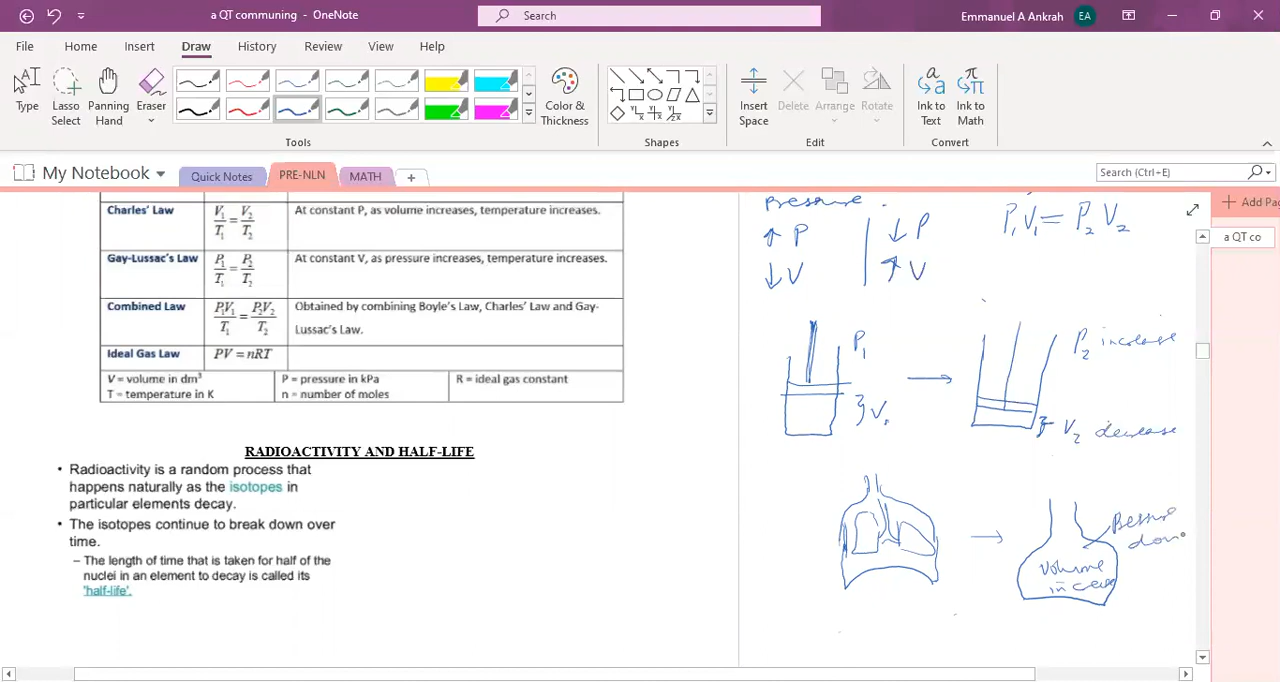 a QT communing - OneNote
Search
Emmanuel A Ankrah
EA
File Home Insert Draw History Review View Help
Type
Lasso Select
Panning Hand
Eraser
Tools
Color & Thickness
Shapes
Insert Space
Delete
Arrange
Rotate
Edit
Ink to Text
Ink to Math
Convert
My Notebook
Quick Notes
PRE-NLN
MATH
Search (Ctrl+E)
Add Pag
a QT co
Charles' Law V₁/T₁ = V₂/T₂ At constant P, as volume increases, temperature increases.
Gay-Lussac's Law P₁/T₁ = P₂/T₂ At constant V, as pressure increases, temperature increases.
Combined Law P₁V₁/T₁ = P₂V₂/T₂ Obtained by combining Boyle's Law, Charles' Law and Gay-
Lussac's Law.
Ideal Gas Law PV = nRT
V = volume in dm³ P = pressure in kPa R = ideal gas constant
T = temperature in K n = number of moles
RADIOACTIVITY AND HALF-LIFE
• Radioactivity is a random process that
happens naturally as the isotopes in
particular elements decay.
• The isotopes continue to break down over
time.
– The length of time that is taken for half of the
nuclei in an element to decay is called its
'half-life'.
pressure.
P₁V₁ = P₂V₂
↑ P ↓ P
↓ V ↑ V
P₁
V₁
P₂ increase
V₂ decrease
volume
increase
Pressure
down